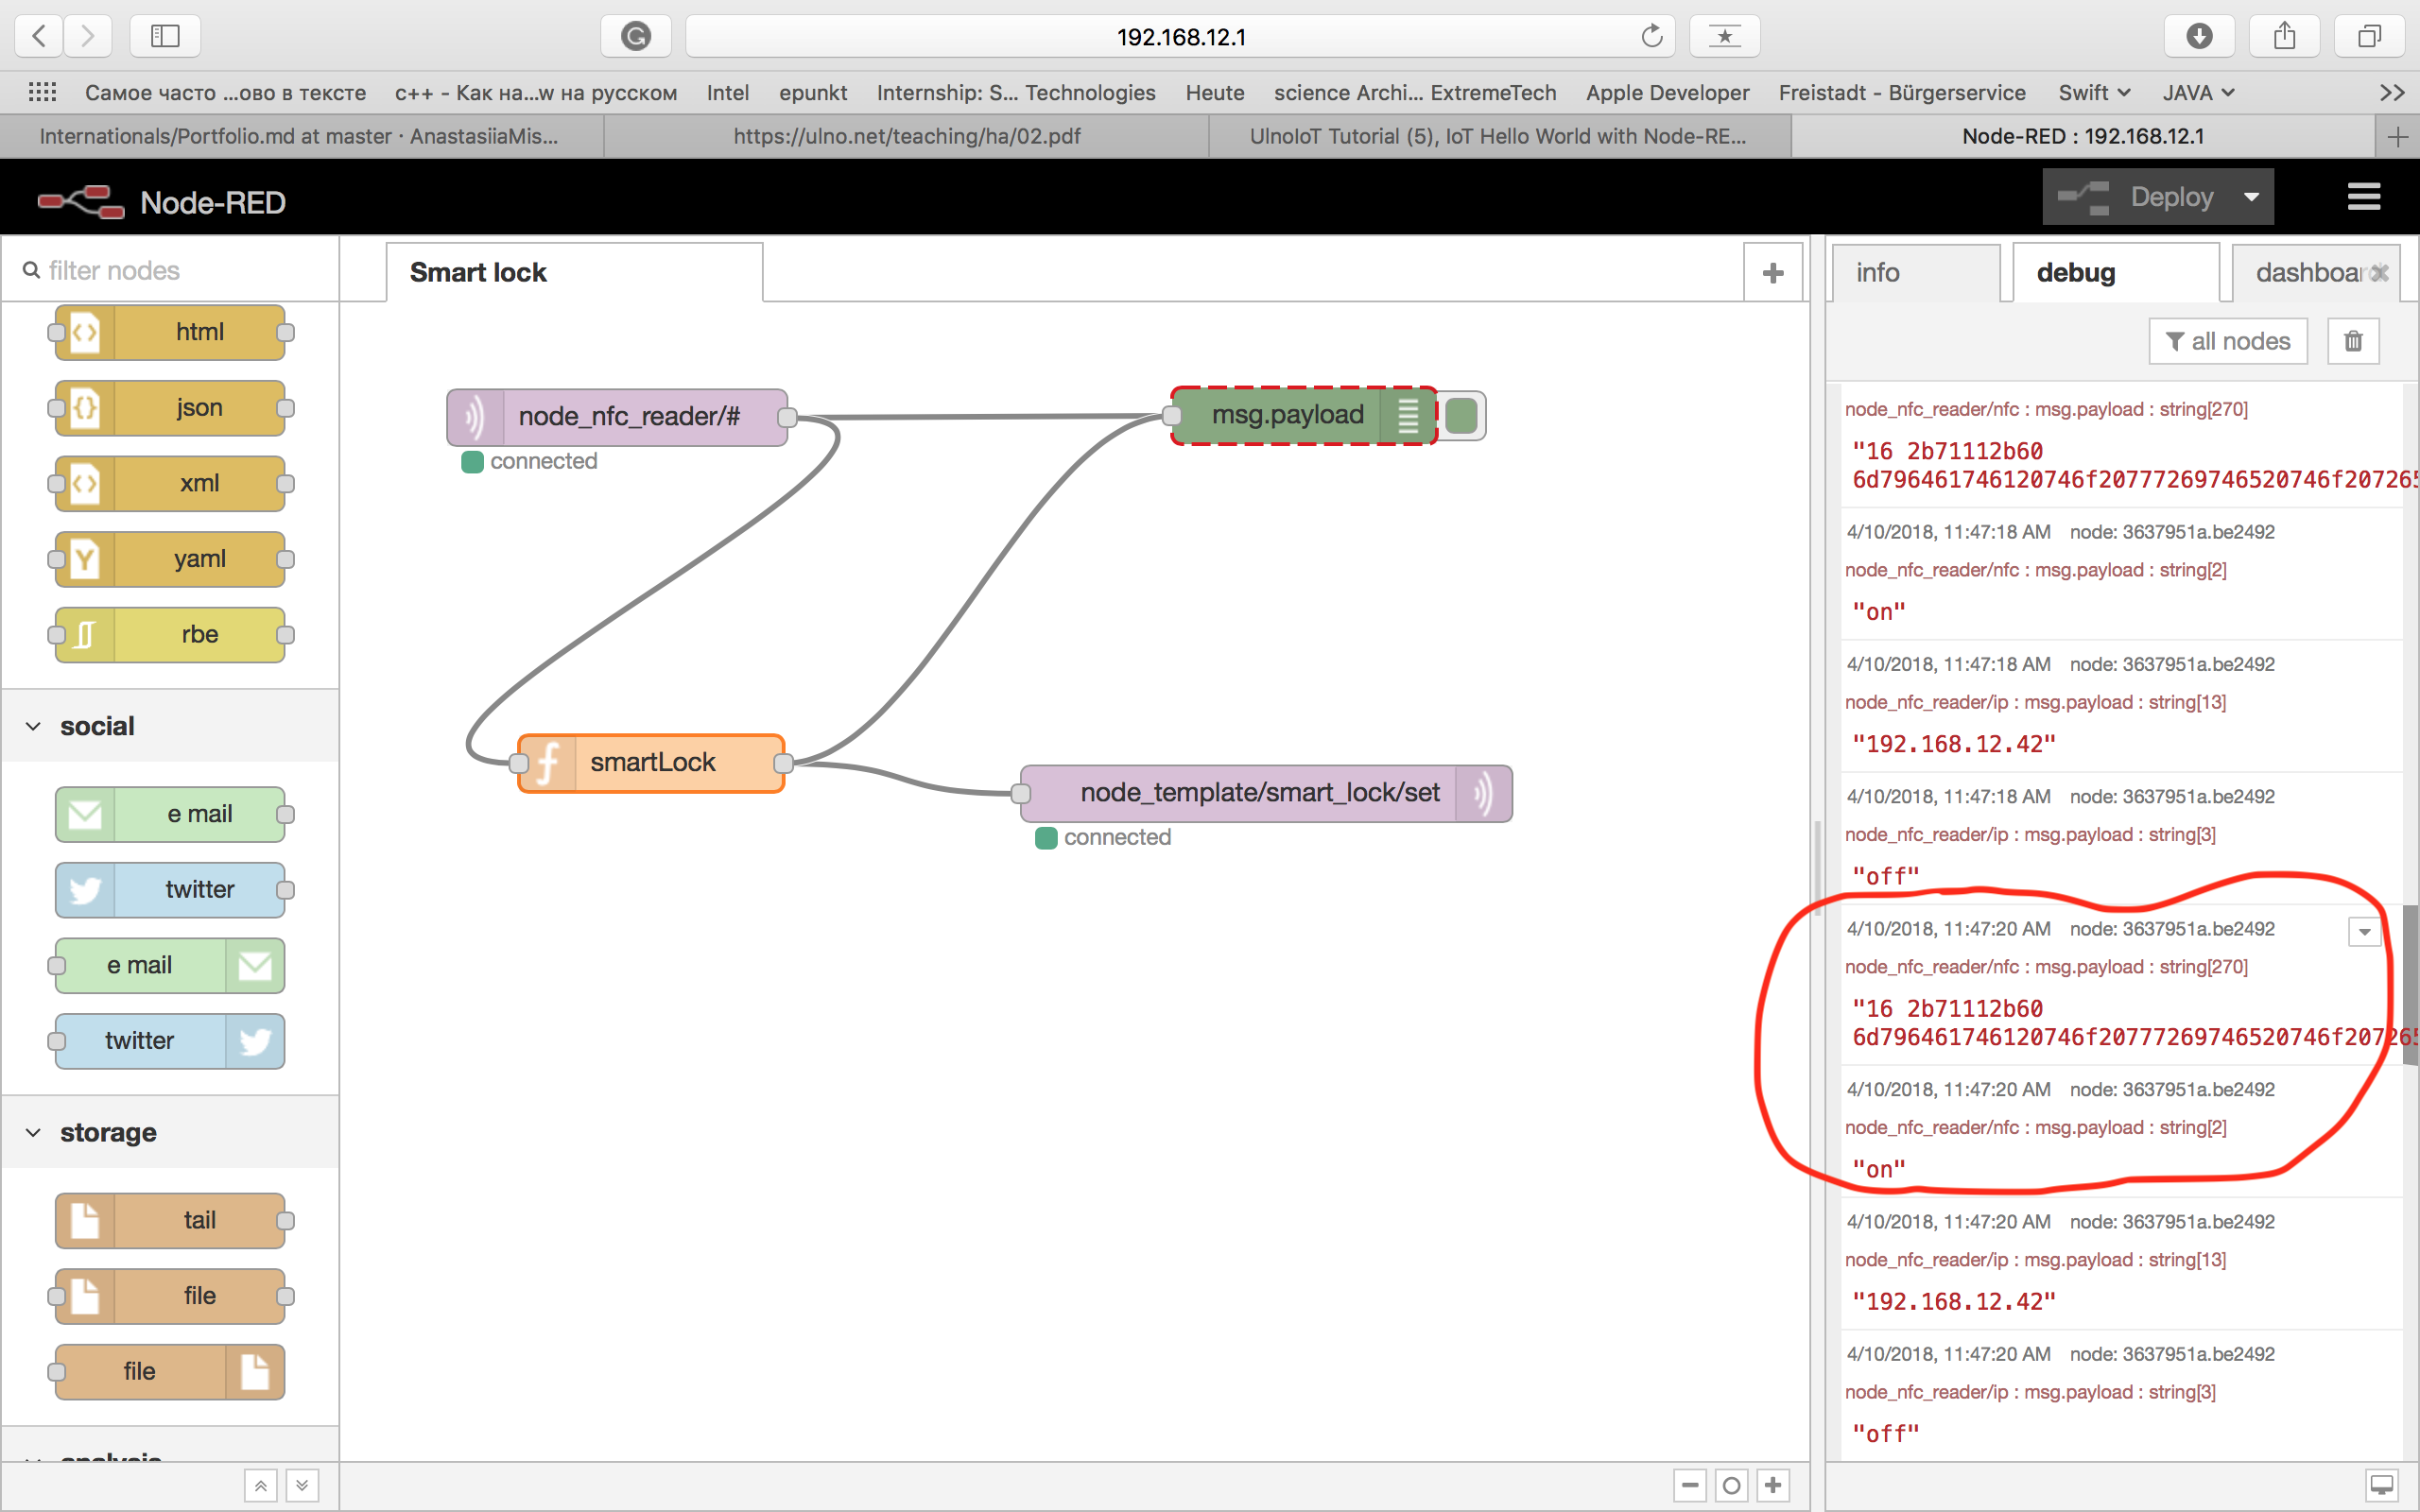 192.168.12.1
Самое часто ...ово в тексте
c++ - Как на...w на русском
Intel
epunkt
Internship: S... Technologies
Heute
science Archi... ExtremeTech
Apple Developer
Freistadt - Bürgerservice
Swift
JAVA
Internationals/Portfolio.md at master · AnastasiiaMis...
https://ulno.net/teaching/ha/02.pdf
UlnoIoT Tutorial (5), IoT Hello World with Node-RE...
Node-RED : 192.168.12.1
Node-RED
Deploy
filter nodes
html
json
xml
yaml
rbe
social
e mail
twitter
e mail
twitter
storage
tail
file
file
Smart lock
node_nfc_reader/#
connected
msg.payload
smartLock
node_template/smart_lock/set
connected
info
debug
dashboar
all nodes
node_nfc_reader/nfc : msg.payload : string[270]
"16 2b71112b60
6d796461746120746f20777269746520746f207265
4/10/2018, 11:47:18 AM node: 3637951a.be2492
node_nfc_reader/nfc : msg.payload : string[2]
"on"
4/10/2018, 11:47:18 AM node: 3637951a.be2492
node_nfc_reader/ip : msg.payload : string[13]
"192.168.12.42"
4/10/2018, 11:47:18 AM node: 3637951a.be2492
node_nfc_reader/ip : msg.payload : string[3]
"off"
4/10/2018, 11:47:20 AM node: 3637951a.be2492
node_nfc_reader/nfc : msg.payload : string[270]
"16 2b71112b60
6d796461746120746f20777269746520746f207265
4/10/2018, 11:47:20 AM node: 3637951a.be2492
node_nfc_reader/nfc : msg.payload : string[2]
"on"
4/10/2018, 11:47:20 AM node: 3637951a.be2492
node_nfc_reader/ip : msg.payload : string[13]
"192.168.12.42"
4/10/2018, 11:47:20 AM node: 3637951a.be2492
node_nfc_reader/ip : msg.payload : string[3]
"off"